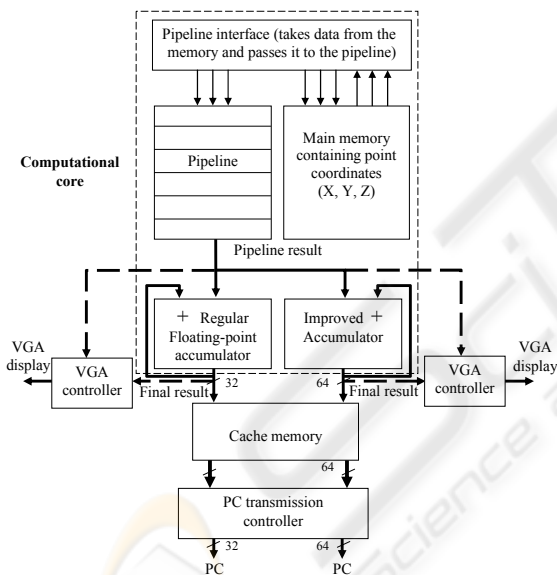 Pipeline interface (takes data from the
memory and passes it to the pipeline)
Computational
core
Pipeline
Main memory
containing point
coordinates
(X, Y, Z)
Pipeline result
+ Regular
Floating-point
accumulator
Improved +
Accumulator
VGA
display
VGA
controller
Final result
32
64
Final result
VGA
controller
VGA
display
Cache memory
64
PC transmission
controller
32
64
PC
PC
Science